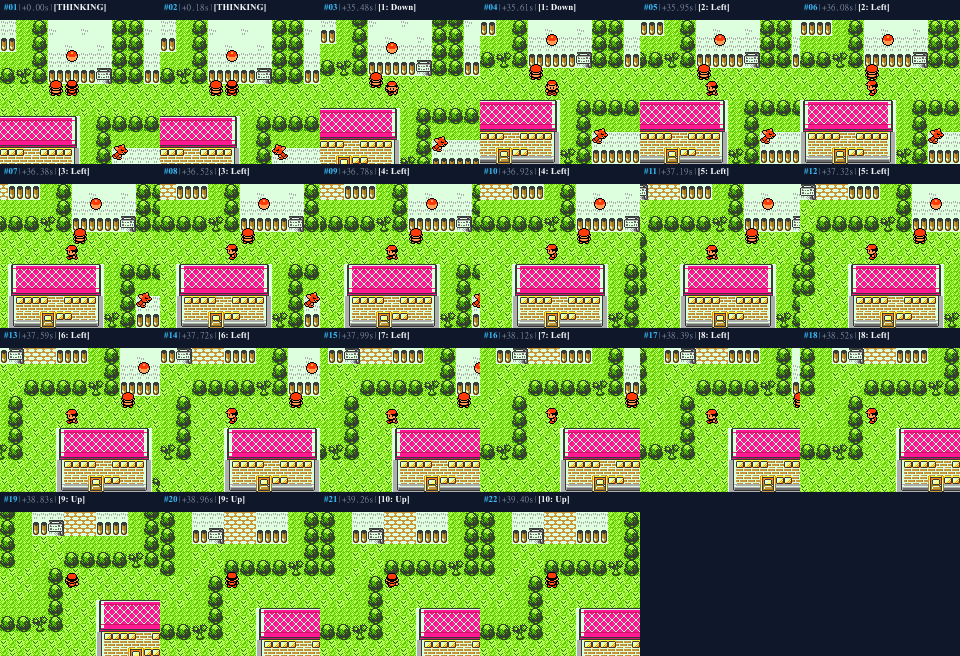 #01|+0.00s|[THINKING]
#02|+0.18s|[THINKING]
#03|+35.48s|[1: Down]
#04|+35.61s|[1: Down]
#05|+35.95s|[2: Left]
#06|+36.08s|[2: Left]
#07|+36.38s|[3: Left]
#08|+36.52s|[3: Left]
#09|+36.78s|[4: Left]
#10|+36.92s|[4: Left]
#11|+37.19s|[5: Left]
#12|+37.32s|[5: Left]
#13|+37.59s|[6: Left]
#14|+37.72s|[6: Left]
#15|+37.99s|[7: Left]
#16|+38.12s|[7: Left]
#17|+38.39s|[8: Left]
#18|+38.52s|[8: Left]
#19|+38.83s|[9: Up]
#20|+38.96s|[9: Up]
#21|+39.26s|[10: Up]
#22|+39.40s|[10: Up]